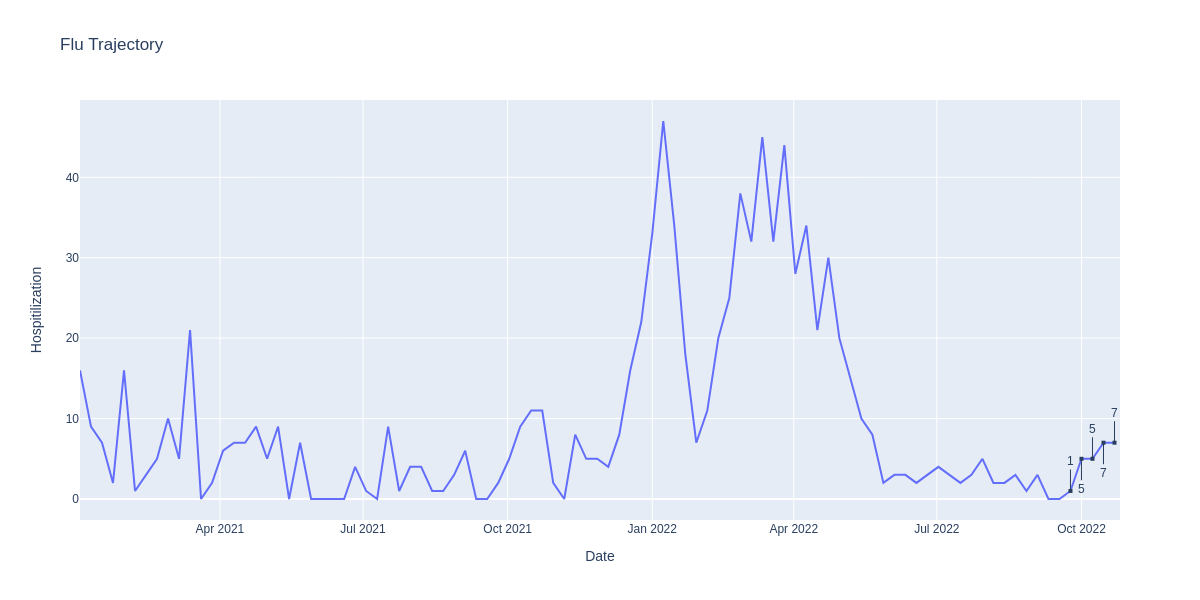 Flu Trajectory
Hospitilization
40
30
20
10
0
1
5
5
7
7
Apr 2021
Jul 2021
Oct 2021
Jan 2022
Apr 2022
Jul 2022
Oct 2022
Date